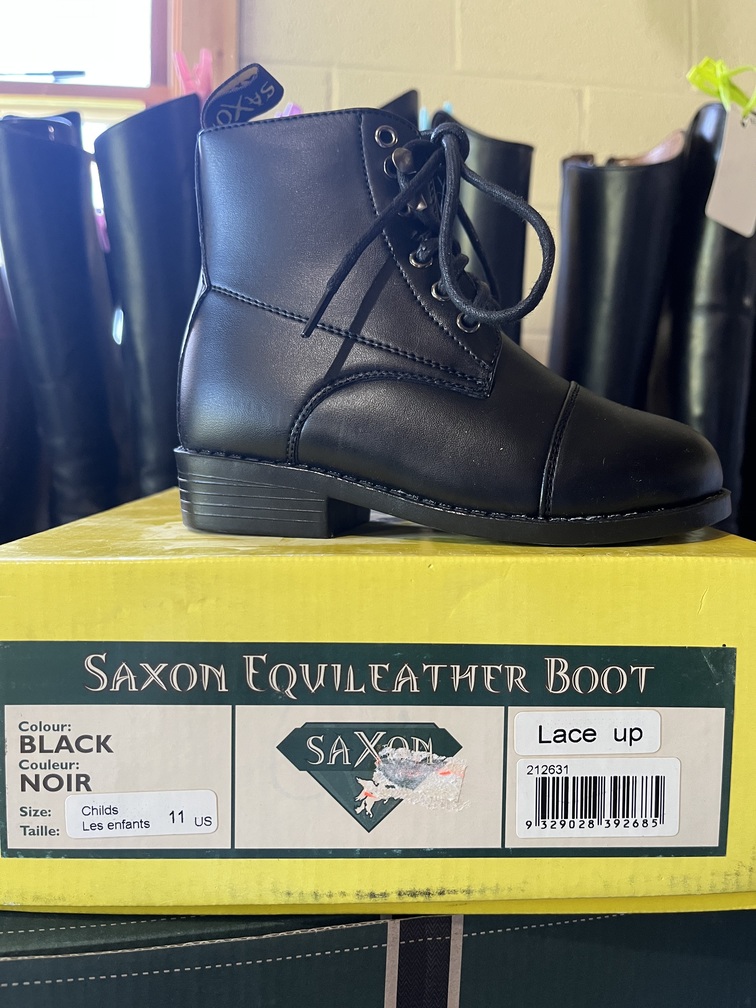 SAXON
SAXON EQUILEATHER BOOT
Colour:
BLACK
Couleur:
NOIR
Size:
Taille:
Childs
Les enfants
11 US
SAXON
Lace up
212631
9 329028 392685